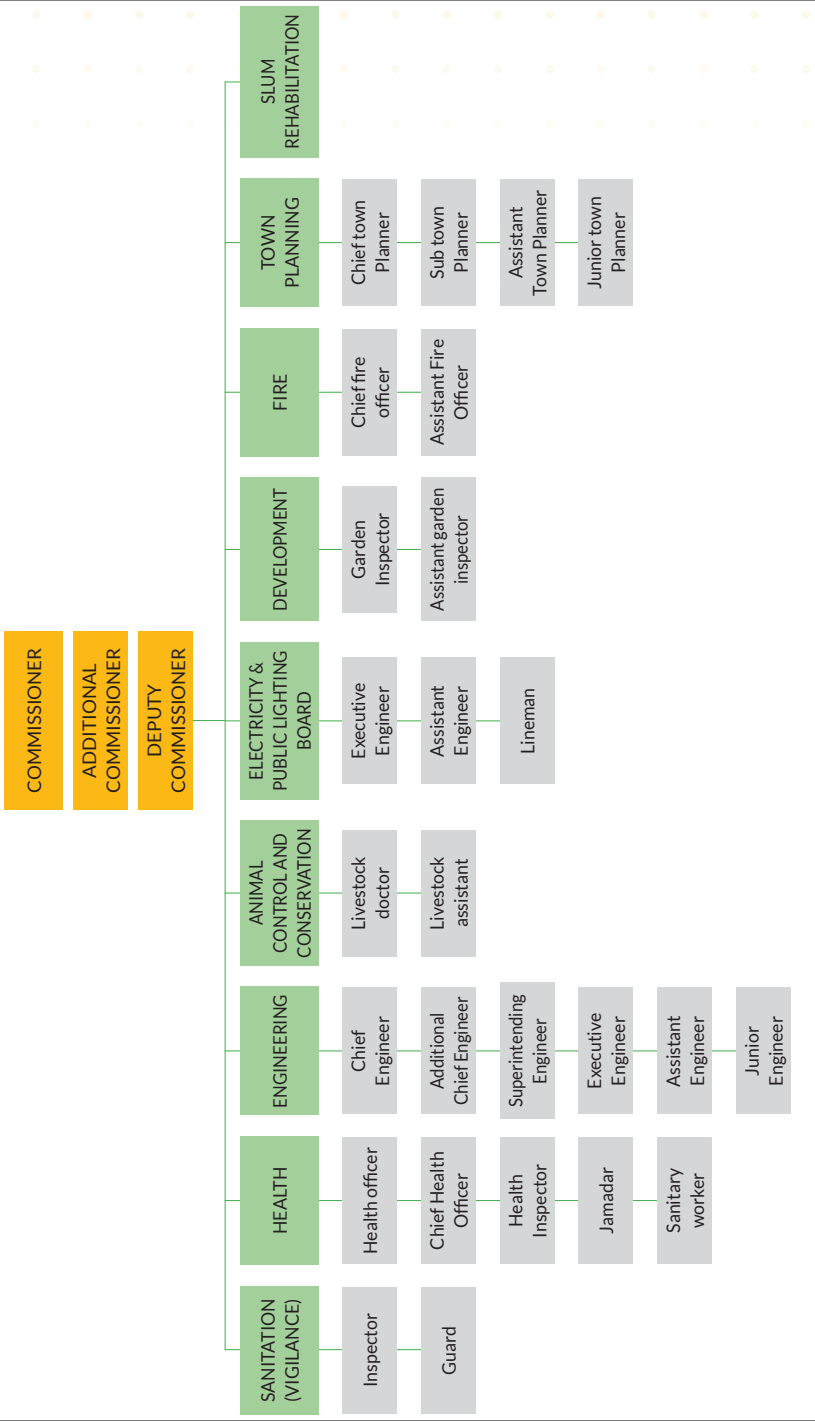 COMMISSIONER
ADDITIONAL
COMMISSIONER
DEPUTY
COMMISSIONER
SANITATION
(VIGILANCE)
Inspector
Guard
HEALTH
Health officer
Chief Health
Officer
Health
Inspector
Jamadar
Sanitary
worker
ENGINEERING
Chief
Engineer
Additional
Chief Engineer
Superintending
Engineer
Executive
Engineer
Assistant
Engineer
Junior
Engineer
ANIMAL
CONTROL AND
CONSERVATION
Livestock
doctor
Livestock
assistant
ELECTRICITY &
PUBLIC LIGHTING
BOARD
Executive
Engineer
Assistant
Engineer
Lineman
DEVELOPMENT
Garden
Inspector
Assistant garden
inspector
FIRE
Chief fire
officer
Assistant Fire
Officer
TOWN
PLANNING
Chief town
Planner
Sub town
Planner
Assistant
Town Planner
Junior town
Planner
SLUM
REHABILITATION